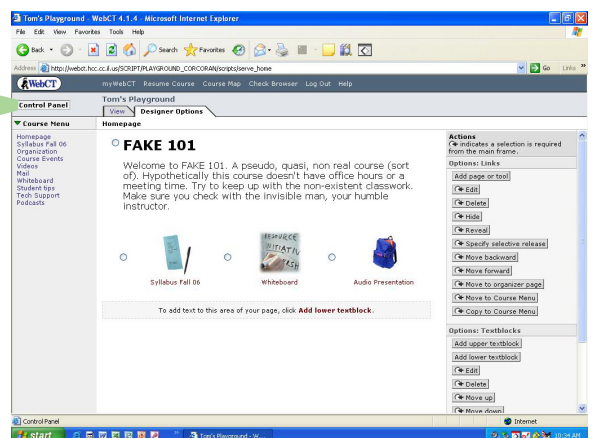 Tom's Playground - WebCT 4.1.4 - Microsoft Internet Explorer
File Edit View Favorites Tools Help
Back Search Favorites
Address http://webct.hcc.cc.il.us/SCRIPT/PLAYGROUND_CORCORAN/scripts/serve_home Go Links »
WebCT myWebCT Resume Course Course Map Check Browser Log Out Help
Control Panel
Tom's Playground
View Designer Options
Course Menu
Homepage
Syllabus Fall 06
Organization
Course Events
Videos
Mail
Whiteboard
Student tips
Tech Support
Podcasts
Homepage
FAKE 101
Welcome to FAKE 101. A pseudo, quasi, non real course (sort
of). Hypothetically this course doesn't have office hours or a
meeting time. Try to keep up with the non-existent classwork.
Make sure you check with the invisible man, your humble
instructor.
RESOURCE
INITIATIV
Syllabus Fall 06 Whiteboard Audio Presentation
To add text to this area of your page, click Add lower textblock.
Actions
indicates a selection is required
from the main frame.
Options: Links
Add page or tool
Edit
Delete
Hide
Reveal
Specify selective release
Move backward
Move forward
Move to organizer page
Move to Course Menu
Copy to Course Menu
Options: Textblocks
Add upper textblock
Add lower textblock
Edit
Delete
Move up
Move down
Control Panel Internet
start Tom's Playground - W... 10:34 AM